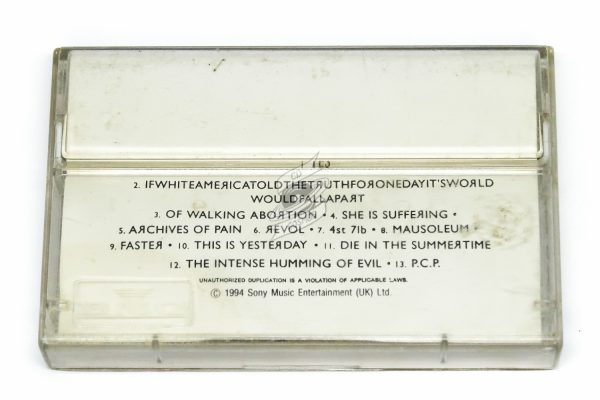 1. YES
2. IFWHITEAMERICATOLDTHETRUTHFORONEDAYIT'SWORLD
WOULDFALLAPART
3. OF WALKING ABORTION • 4. SHE IS SUFFERING •
5. ARCHIVES OF PAIN 6. REVOL • 7. 4st 7lb • 8. MAUSOLEUM •
9. FASTER • 10. THIS IS YESTERDAY • 11. DIE IN THE SUMMERTIME
12. THE INTENSE HUMMING OF EVIL • 13. P.C.P.
UNAUTHORIZED DUPLICATION IS A VIOLATION OF APPLICABLE LAWS.
© 1994 Sony Music Entertainment (UK) Ltd.